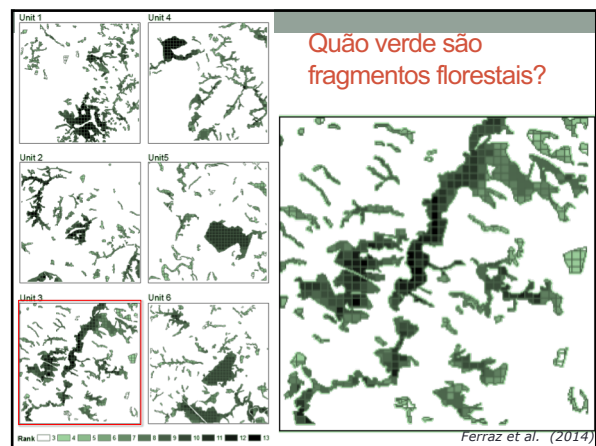 Unit 1
Unit 4
Quão verde são
fragmentos florestais?
Unit 2
Unit5
Unit 3
Unit 6
Rank 3 4 5 6 7 8 9 10 11 12 13
Ferraz et al. (2014)